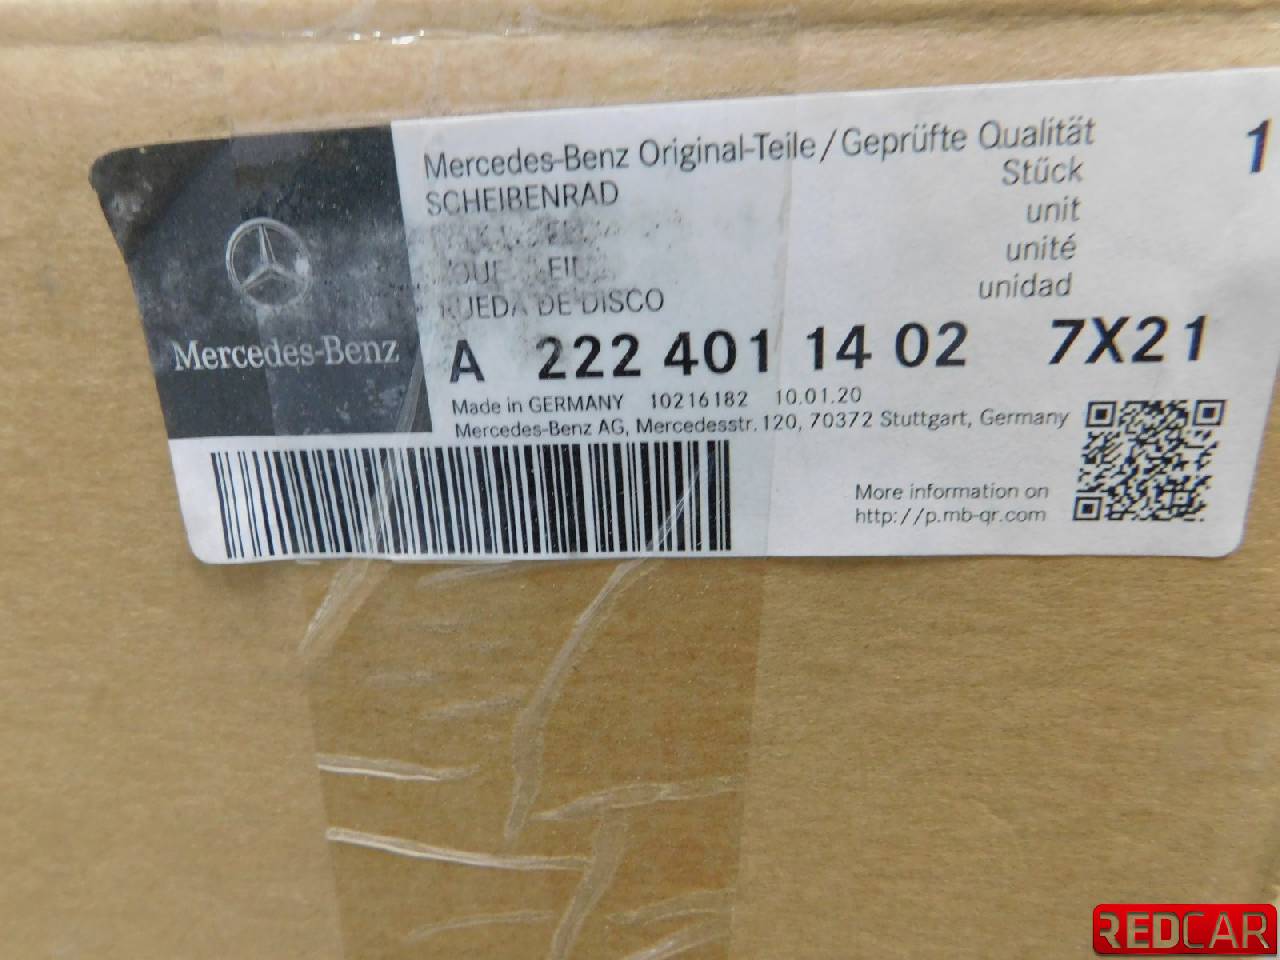 Mercedes-Benz Original-Teile/Geprüfte Qualität
1
SCHEIBENRAD
Stück
unit
unité
RUEDA DE DISCO
unidad
A 222 401 14 02 7X21
Mercedes-Benz
Made in GERMANY 10216182 10.01.20
Mercedes-Benz AG, Mercedesstr. 120, 70372 Stuttgart, Germany
More information on
http://p.mb-qr.com
REDCAR